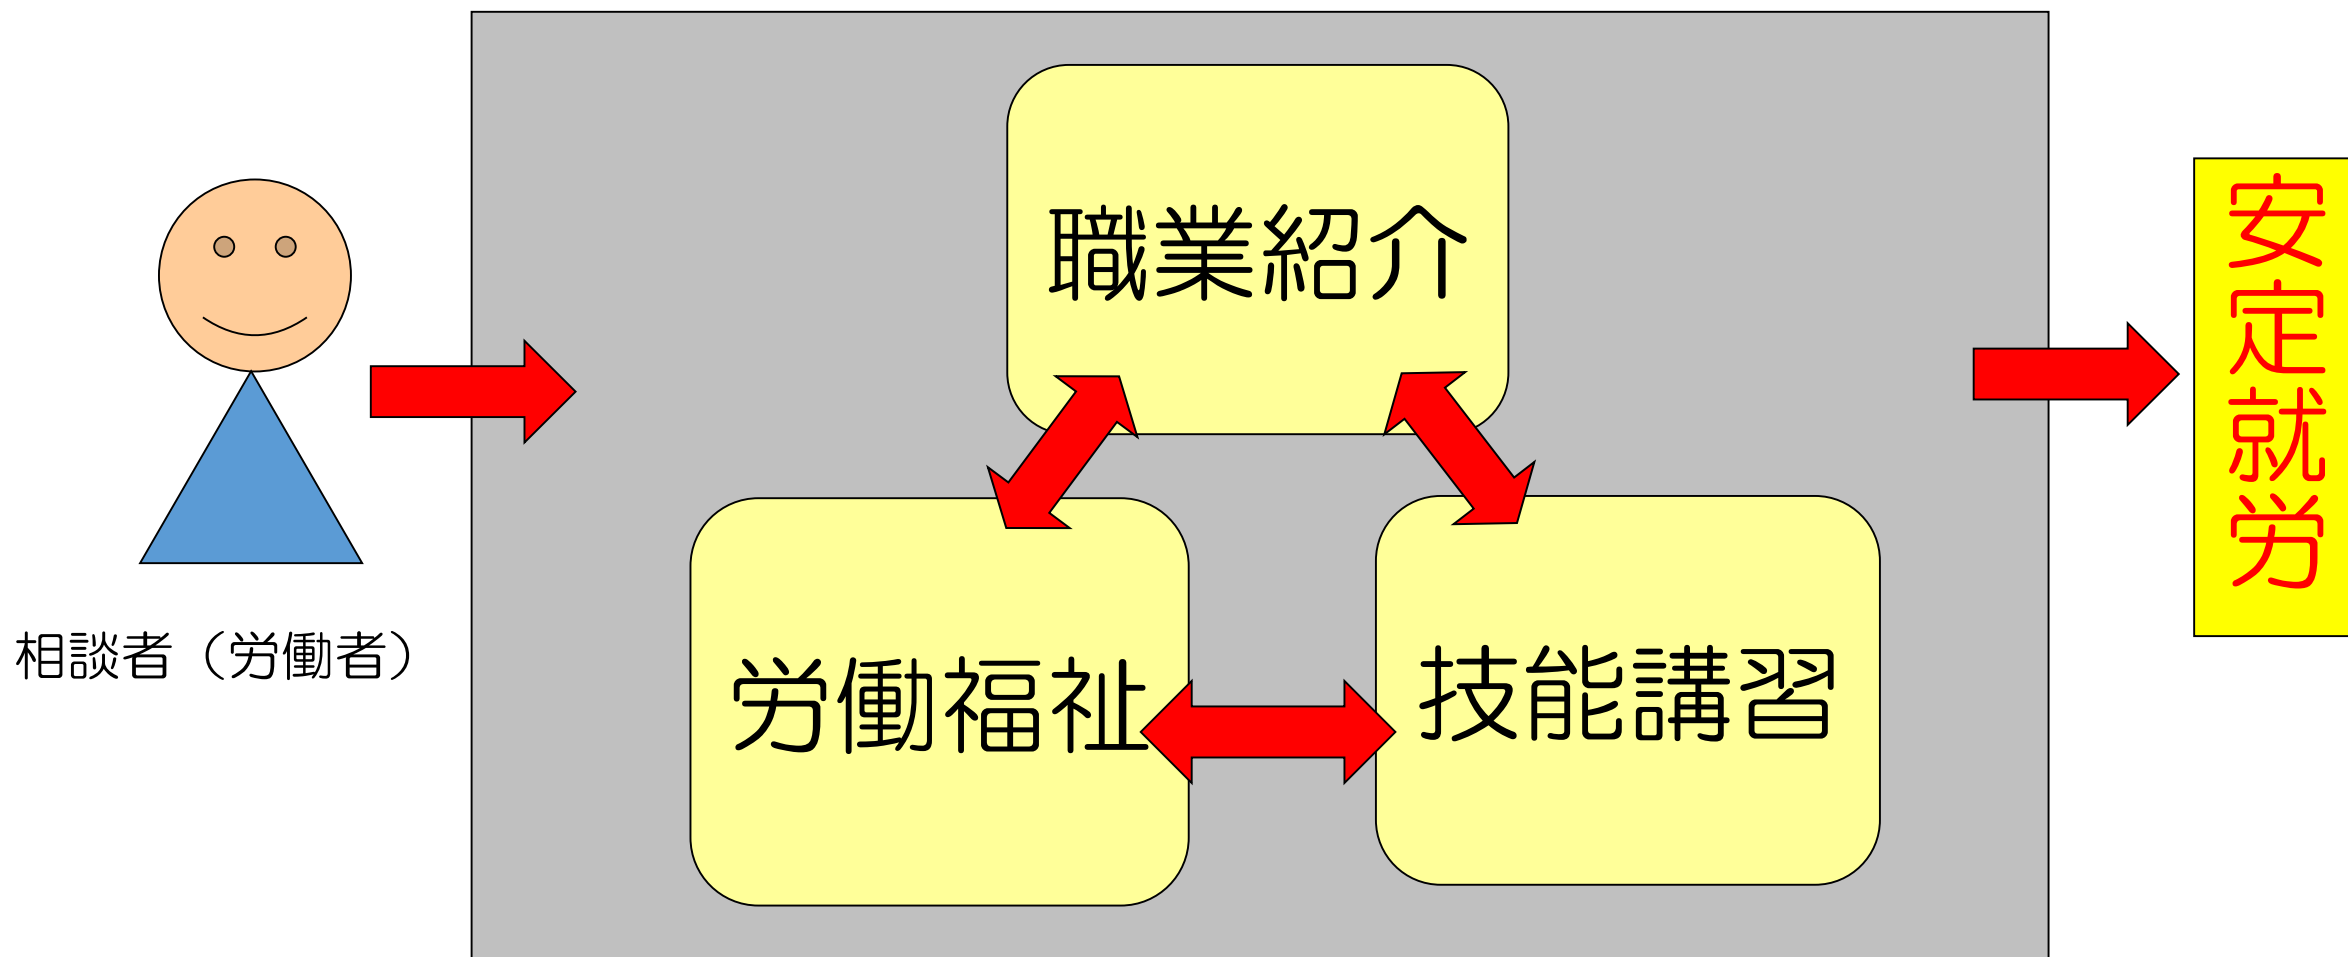 職業紹介
相談者（労働者）
労働福祉
技能講習
安定就労